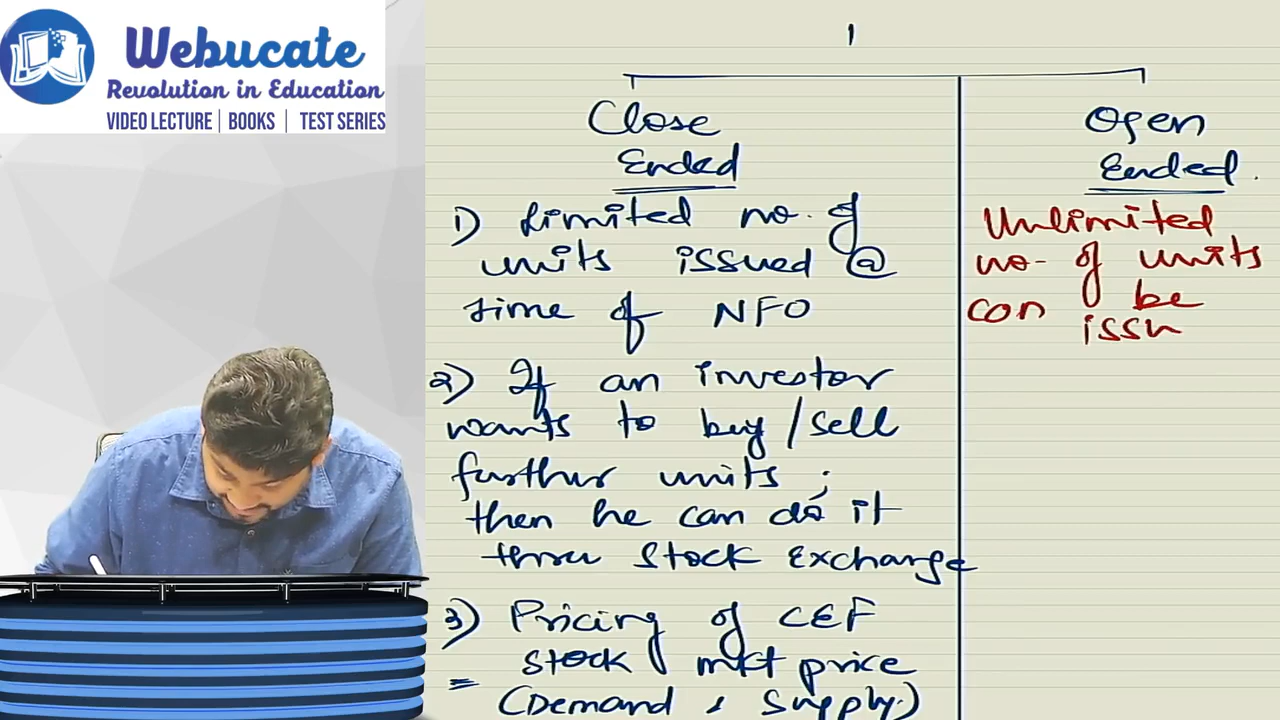 Webucate
Revolution in Education
VIDEO LECTURE | BOOKS | TEST SERIES
Close
Ended
1) Limited no. of
units issued @
time of NFO
2) If an investor
wants to buy / sell
further units ;
then he can do it
thru Stock Exchange
3) Pricing of CEF
= Stock mkt price
(Demand & Supply.)
Open
Ended.
Unlimited
no. of units
can be
issu